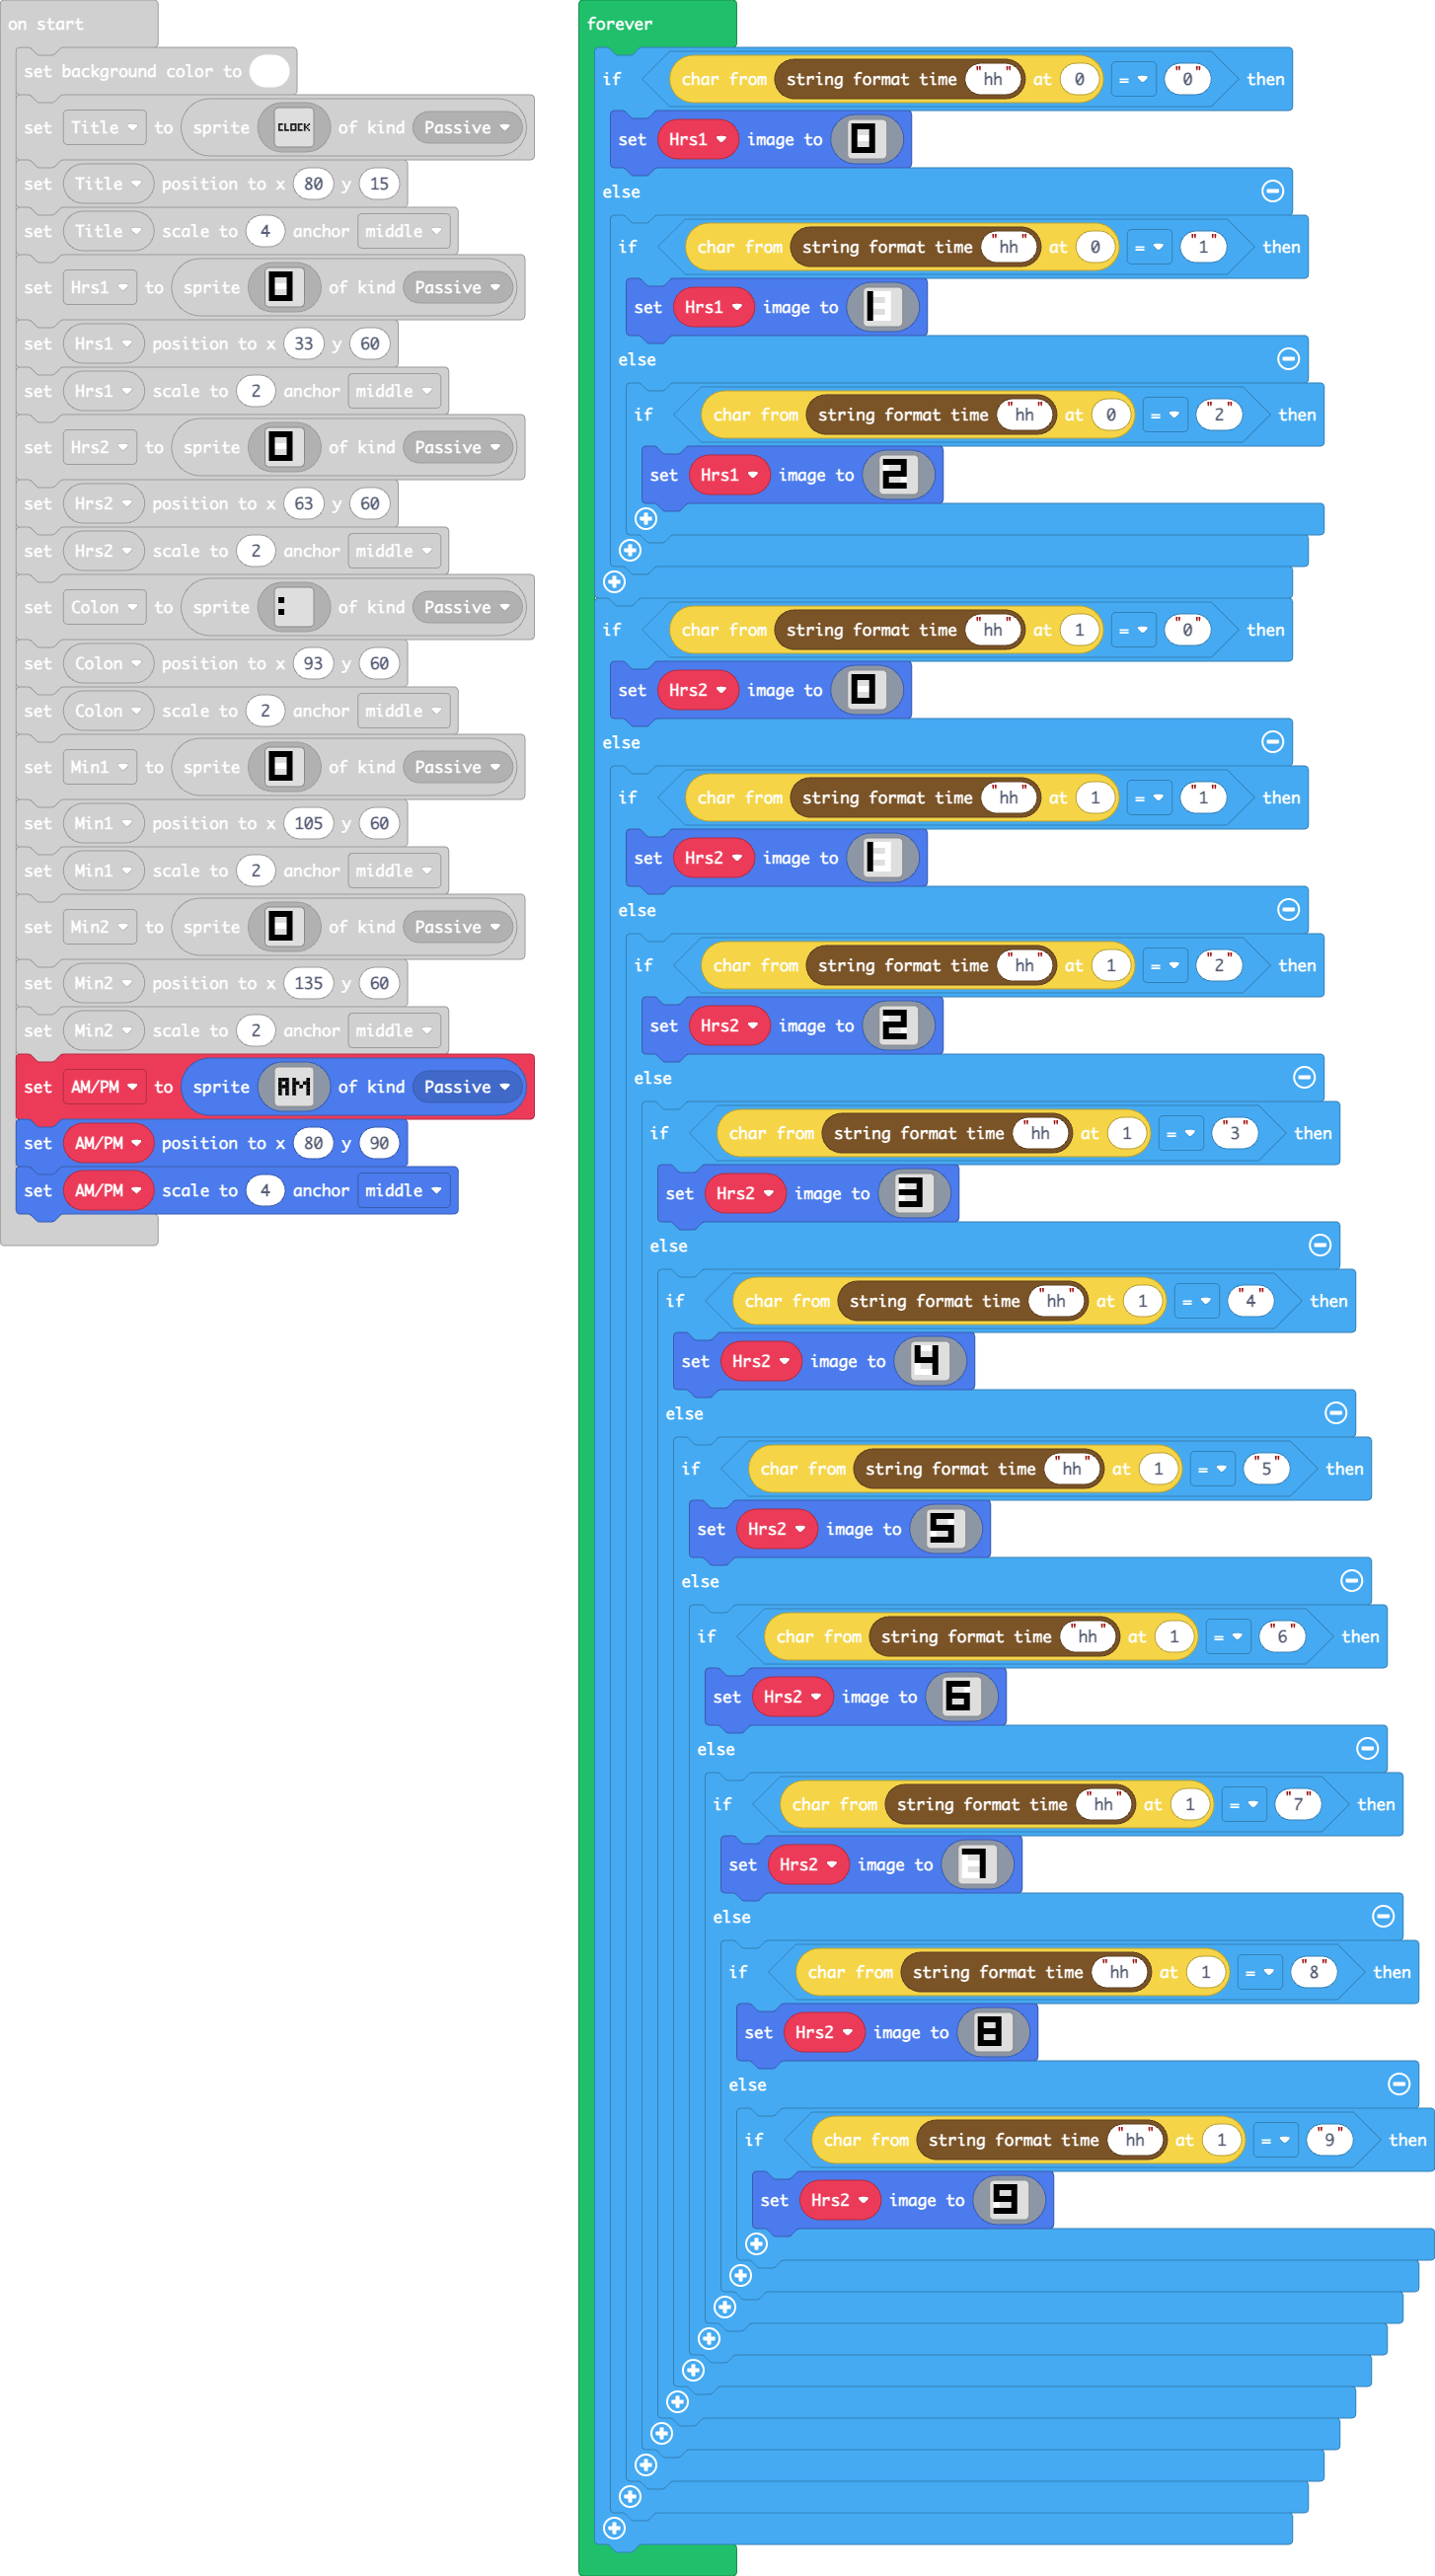 on start
set background color to
set Title to sprite CLOCK of kind Passive
set Title position to x 80 y 15
set Title scale to 4 anchor middle
set Hrs1 to sprite 0 of kind Passive
set Hrs1 position to x 33 y 60
set Hrs1 scale to 2 anchor middle
set Hrs2 to sprite 0 of kind Passive
set Hrs2 position to x 63 y 60
set Hrs2 scale to 2 anchor middle
set Colon to sprite : of kind Passive
set Colon position to x 93 y 60
set Colon scale to 2 anchor middle
set Min1 to sprite 0 of kind Passive
set Min1 position to x 105 y 60
set Min1 scale to 2 anchor middle
set Min2 to sprite 0 of kind Passive
set Min2 position to x 135 y 60
set Min2 scale to 2 anchor middle
set AM/PM to sprite AM of kind Passive
set AM/PM position to x 80 y 90
set AM/PM scale to 4 anchor middle
forever
if char from string format time "hh" at 0 = "0" then
set Hrs1 image to 0
else
if char from string format time "hh" at 0 = "1" then
set Hrs1 image to 1
else
if char from string format time "hh" at 0 = "2" then
set Hrs1 image to 2
if char from string format time "hh" at 1 = "0" then
set Hrs2 image to 0
else
if char from string format time "hh" at 1 = "1" then
set Hrs2 image to 1
else
if char from string format time "hh" at 1 = "2" then
set Hrs2 image to 2
else
if char from string format time "hh" at 1 = "3" then
set Hrs2 image to 3
else
if char from string format time "hh" at 1 = "4" then
set Hrs2 image to 4
else
if char from string format time "hh" at 1 = "5" then
set Hrs2 image to 5
else
if char from string format time "hh" at 1 = "6" then
set Hrs2 image to 6
else
if char from string format time "hh" at 1 = "7" then
set Hrs2 image to 7
else
if char from string format time "hh" at 1 = "8" then
set Hrs2 image to 8
else
if char from string format time "hh" at 1 = "9" then
set Hrs2 image to 9